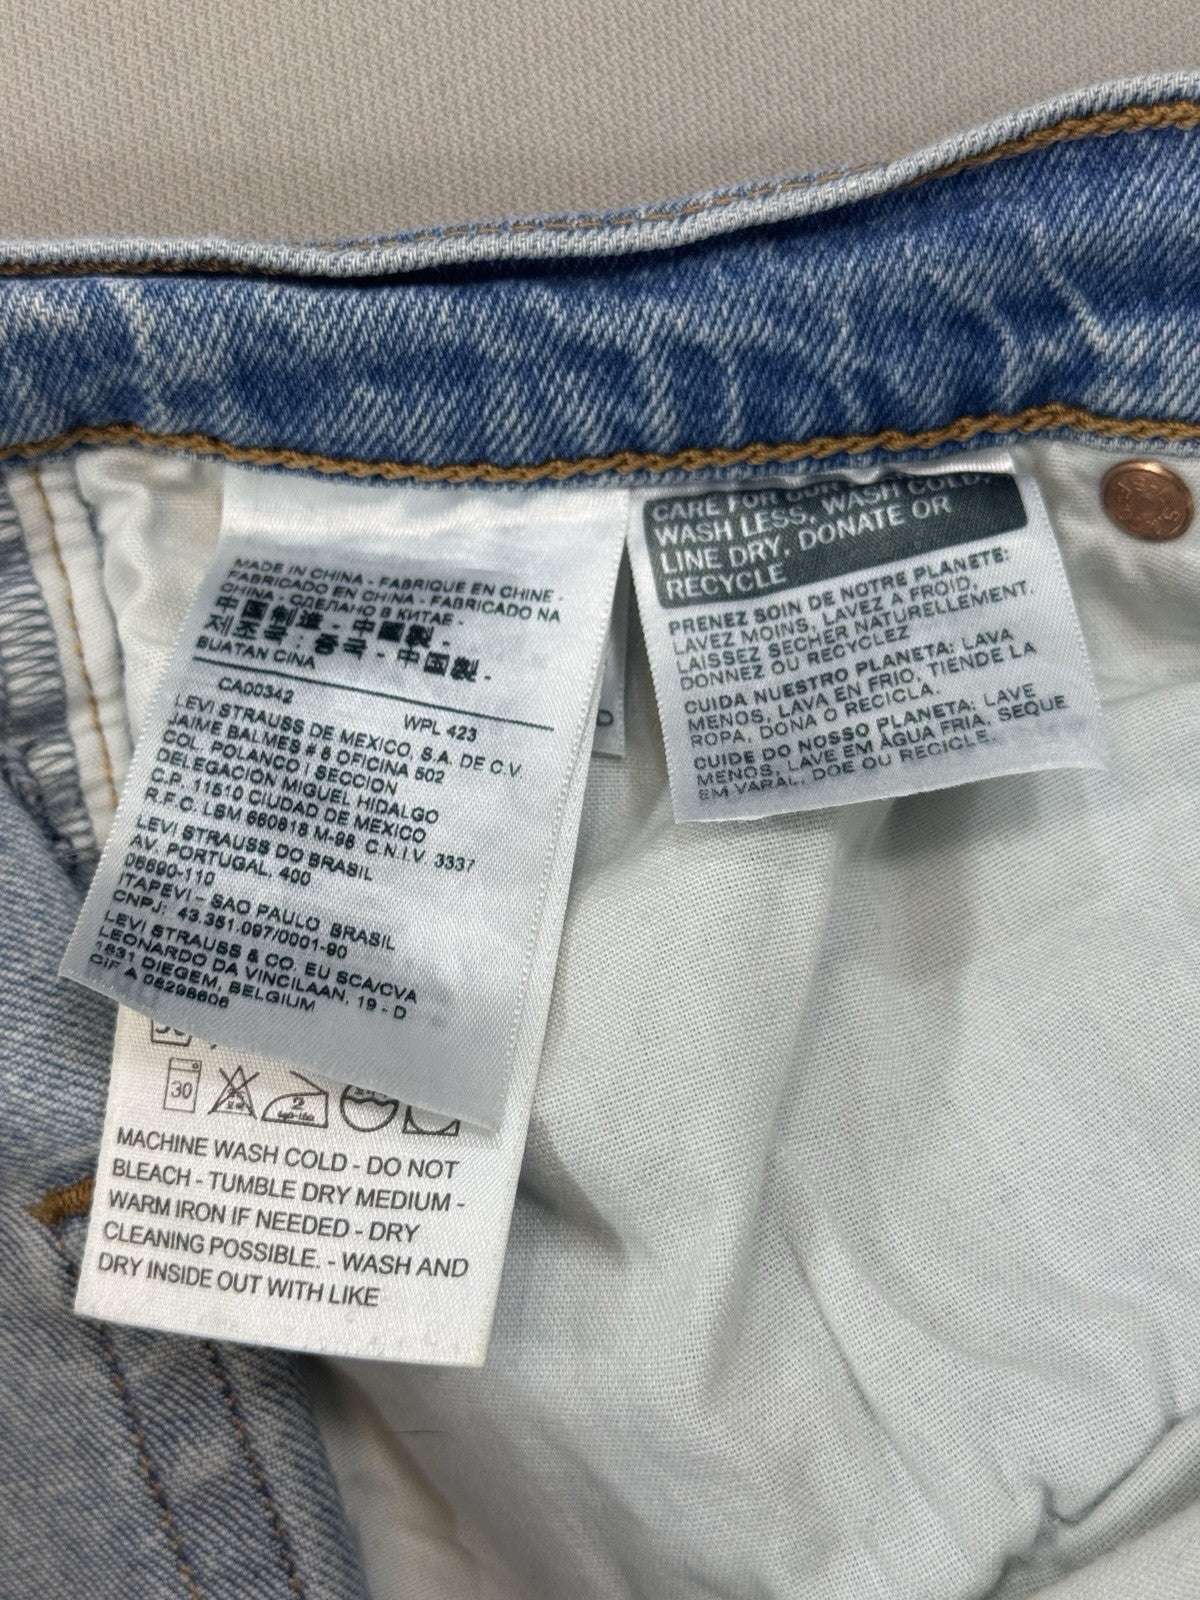 MADE IN CHINA - FABRIQUE EN CHINE -
FABRICADO EN CHINA - FABRICADO NA
CHINA - СДЕЛАНО В КИТАЕ -
中国制造 - 中國製 -
제조국: 중국 - 中国製 -
BUATAN CINA
CA00342
WPL 423
LEVI STRAUSS DE MEXICO, S.A. DE C.V.
JAIME BALMES # 8 OFICINA 502
COL. POLANCO I SECCION
DELEGACIÓN MIGUEL HIDALGO
C.P. 11510 CIUDAD DE MEXICO
R.F.C. LSM 660818 M-98 C.N.I.V. 3337
LEVI STRAUSS DO BRASIL
AV. PORTUGAL, 400
06690-110
ITAPEVI - SAO PAULO BRASIL
CNPJ: 43.351.097/0001-90
LEVI STRAUSS & CO. EU SCA/CVA
LEONARDO DA VINCILAAN, 19 - D
1831 DIEGEM, BELGIUM
CIF A 08298606
30
2
MACHINE WASH COLD - DO NOT
BLEACH - TUMBLE DRY MEDIUM -
WARM IRON IF NEEDED - DRY
CLEANING POSSIBLE. - WASH AND
DRY INSIDE OUT WITH LIKE
D
CARE FOR OUR
WASH LESS, WASH COLD,
LINE DRY, DONATE OR
RECYCLE
PRENEZ SOIN DE NOTRE PLANETE:
LAVEZ MOINS, LAVEZ A FROID,
LAISSEZ SECHER NATURELLEMENT,
DONNEZ OU RECYCLEZ
CUIDA NUESTRO PLANETA: LAVA
MENOS, LAVA EN FRIO, TIENDE LA
ROPA, DONA O RECICLA.
CUIDE DO NOSSO PLANETA: LAVE
MENOS, LAVE EM ÁGUA FRIA, SEQUE
EM VARAL, DOE OU RECICLE.